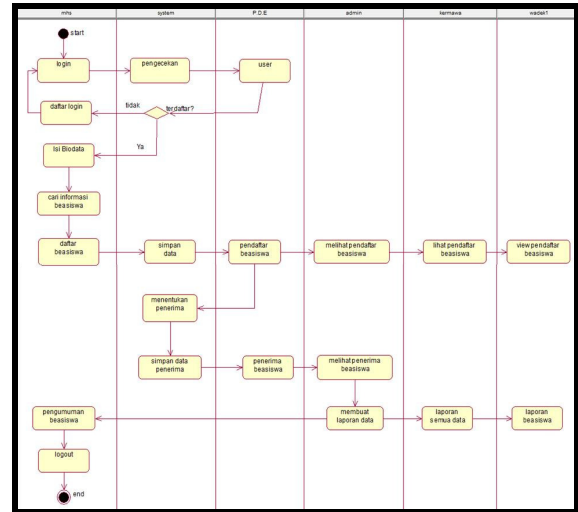 mhs
system
P.D.E
admin
kermawa
wadek1
start
login
pengecekan
user
daftar login
tidak
terdaftar?
Isi Biodata
Ya
cari informasi
beasiswa
daftar
beasiswa
simpan
data
pendaftar
beasiswa
melihat pendaftar
beasiswa
lihat pendaftar
beasiswa
view pendaftar
beasiswa
menentukan
penerima
simpan data
penerima
penerima
beasiswa
melihat penerima
beasiswa
pengumuman
beasiswa
membuat
laporan data
laporan
semua data
laporan
beasiswa
logout
end